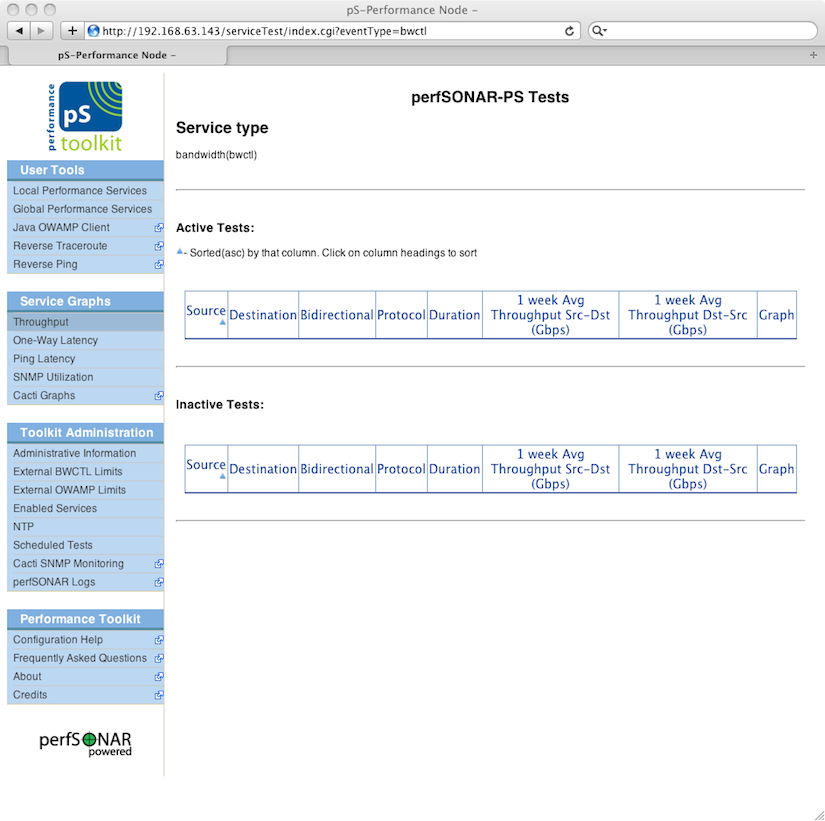 pS-Performance Node –
http://192.168.63.143/serviceTest/index.cgi?eventType=bwctl
pS-Performance Node –
performance
pS
toolkit
User Tools
Local Performance Services
Global Performance Services
Java OWAMP Client
Reverse Traceroute
Reverse Ping
Service Graphs
Throughput
One-Way Latency
Ping Latency
SNMP Utilization
Cacti Graphs
Toolkit Administration
Administrative Information
External BWCTL Limits
External OWAMP Limits
Enabled Services
NTP
Scheduled Tests
Cacti SNMP Monitoring
perfSONAR Logs
Performance Toolkit
Configuration Help
Frequently Asked Questions
About
Credits
perfSONAR
powered
perfSONAR-PS Tests
Service type
bandwidth(bwctl)
Active Tests:
- Sorted(asc) by that column. Click on column headings to sort
Source Destination Bidirectional Protocol Duration 1 week Avg Throughput Src-Dst (Gbps) 1 week Avg Throughput Dst-Src (Gbps) Graph
Inactive Tests:
Source Destination Bidirectional Protocol Duration 1 week Avg Throughput Src-Dst (Gbps) 1 week Avg Throughput Dst-Src (Gbps) Graph